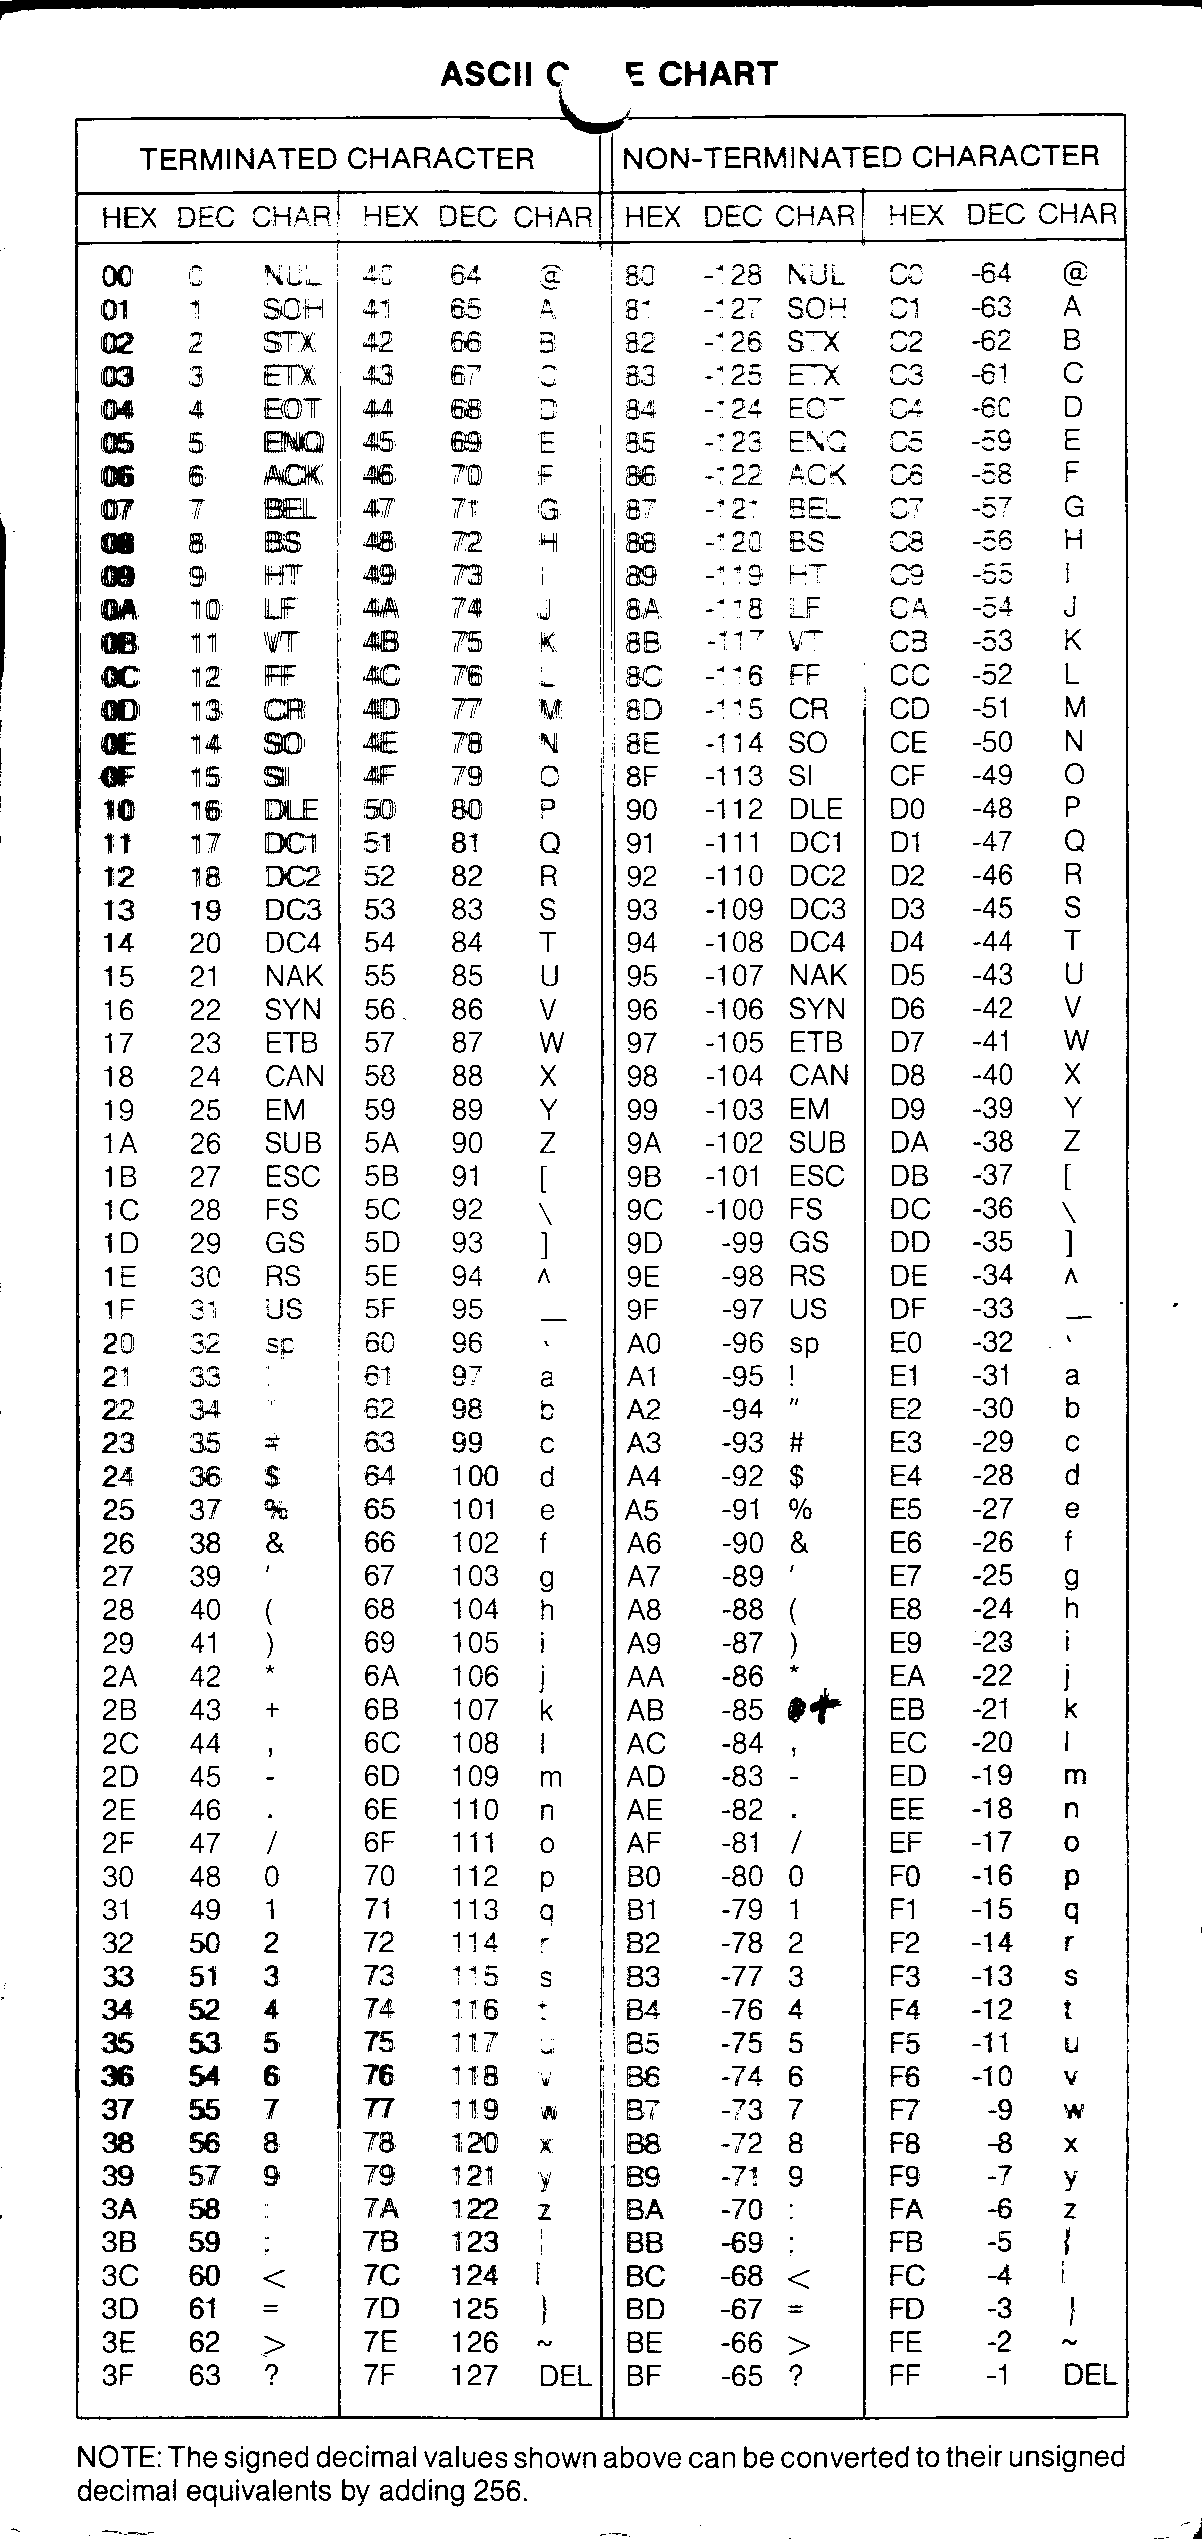 ASCII C E CHART
TERMINATED CHARACTER NON-TERMINATED CHARACTER
HEX DEC CHAR HEX DEC CHAR HEX DEC CHAR HEX DEC CHAR
00 0 NUL 40 64 @ 80 -128 NUL C0 -64 @
01 1 SOH 41 65 A 81 -127 SOH C1 -63 A
02 2 STX 42 66 B 82 -126 STX C2 -62 B
03 3 ETX 43 67 C 83 -125 ETX C3 -61 C
04 4 EOT 44 68 D 84 -124 EOT C4 -60 D
05 5 ENQ 45 69 E 85 -123 ENQ C5 -59 E
06 6 ACK 46 70 F 86 -122 ACK C6 -58 F
07 7 BEL 47 71 G 87 -121 BEL C7 -57 G
08 8 BS 48 72 H 88 -120 BS C8 -56 H
09 9 HT 49 73 I 89 -119 HT C9 -55 I
0A 10 LF 4A 74 J 8A -118 LF CA -54 J
0B 11 VT 4B 75 K 8B -117 VT CB -53 K
0C 12 FF 4C 76 L 8C -116 FF CC -52 L
0D 13 CR 4D 77 M 8D -115 CR CD -51 M
0E 14 SO 4E 78 N 8E -114 SO CE -50 N
0F 15 SI 4F 79 O 8F -113 SI CF -49 O
10 16 DLE 50 80 P 90 -112 DLE D0 -48 P
11 17 DC1 51 81 Q 91 -111 DC1 D1 -47 Q
12 18 DC2 52 82 R 92 -110 DC2 D2 -46 R
13 19 DC3 53 83 S 93 -109 DC3 D3 -45 S
14 20 DC4 54 84 T 94 -108 DC4 D4 -44 T
15 21 NAK 55 85 U 95 -107 NAK D5 -43 U
16 22 SYN 56 86 V 96 -106 SYN D6 -42 V
17 23 ETB 57 87 W 97 -105 ETB D7 -41 W
18 24 CAN 58 88 X 98 -104 CAN D8 -40 X
19 25 EM 59 89 Y 99 -103 EM D9 -39 Y
1A 26 SUB 5A 90 Z 9A -102 SUB DA -38 Z
1B 27 ESC 5B 91 [ 9B -101 ESC DB -37 [
1C 28 FS 5C 92 \ 9C -100 FS DC -36 \
1D 29 GS 5D 93 ] 9D -99 GS DD -35 ]
1E 30 RS 5E 94 ^ 9E -98 RS DE -34 ^
1F 31 US 5F 95 _ 9F -97 US DF -33 _
20 32 sp 60 96 ` A0 -96 sp E0 -32 `
21 33 ! 61 97 a A1 -95 ! E1 -31 a
22 34 " 62 98 b A2 -94 " E2 -30 b
23 35 # 63 99 c A3 -93 # E3 -29 c
24 36 $ 64 100 d A4 -92 $ E4 -28 d
25 37 % 65 101 e A5 -91 % E5 -27 e
26 38 & 66 102 f A6 -90 & E6 -26 f
27 39 ' 67 103 g A7 -89 ' E7 -25 g
28 40 ( 68 104 h A8 -88 ( E8 -24 h
29 41 ) 69 105 i A9 -87 ) E9 -23 i
2A 42 * 6A 106 j AA -86 * EA -22 j
2B 43 + 6B 107 k AB -85 + EB -21 k
2C 44 , 6C 108 l AC -84 , EC -20 l
2D 45 - 6D 109 m AD -83 - ED -19 m
2E 46 . 6E 110 n AE -82 . EE -18 n
2F 47 / 6F 111 o AF -81 / EF -17 o
30 48 0 70 112 p B0 -80 0 F0 -16 p
31 49 1 71 113 q B1 -79 1 F1 -15 q
32 50 2 72 114 r B2 -78 2 F2 -14 r
33 51 3 73 115 s B3 -77 3 F3 -13 s
34 52 4 74 116 t B4 -76 4 F4 -12 t
35 53 5 75 117 u B5 -75 5 F5 -11 u
36 54 6 76 118 v B6 -74 6 F6 -10 v
37 55 7 77 119 w B7 -73 7 F7 -9 w
38 56 8 78 120 x B8 -72 8 F8 -8 x
39 57 9 79 121 y B9 -71 9 F9 -7 y
3A 58 : 7A 122 z BA -70 : FA -6 z
3B 59 ; 7B 123 { BB -69 ; FB -5 {
3C 60 < 7C 124 | BC -68 < FC -4 |
3D 61 = 7D 125 } BD -67 = FD -3 }
3E 62 > 7E 126 ~ BE -66 > FE -2 ~
3F 63 ? 7F 127 DEL BF -65 ? FF -1 DEL
NOTE: The signed decimal values shown above can be converted to their unsigned
decimal equivalents by adding 256.